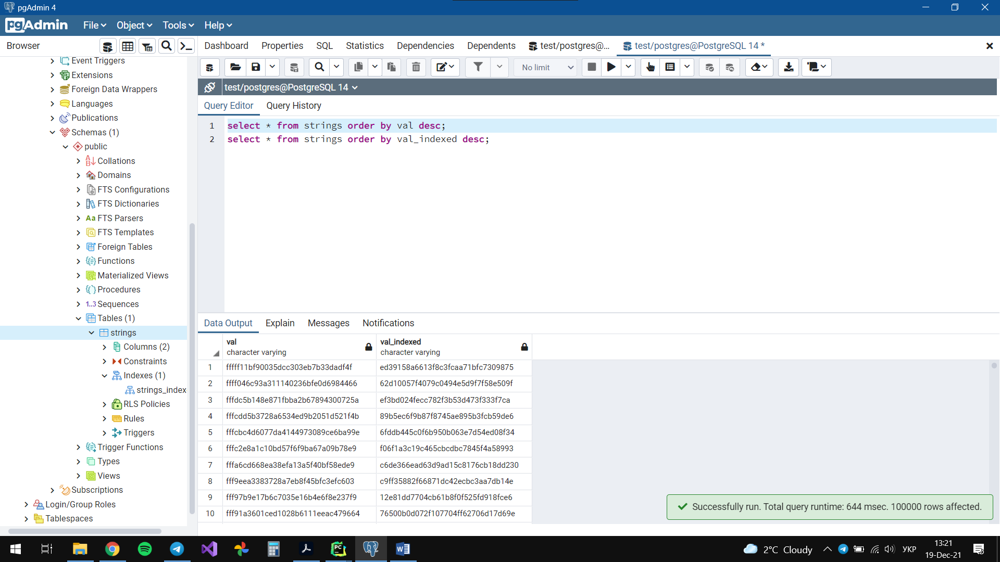 pgAdmin 4
pgAdmin
File
Object
Tools
Help
Browser
Dashboard
Properties
SQL
Statistics
Dependencies
Dependents
test/postgres@...
test/postgres@PostgreSQL 14 *
No limit
test/postgres@PostgreSQL 14
Query Editor
Query History
1 select * from strings order by val desc;
2 select * from strings order by val_indexed desc;
Event Triggers
Extensions
Foreign Data Wrappers
Languages
Publications
Schemas (1)
public
Collations
Domains
FTS Configurations
FTS Dictionaries
Aa FTS Parsers
FTS Templates
Foreign Tables
Functions
Materialized Views
Procedures
1..3 Sequences
Tables (1)
strings
Columns (2)
Constraints
Indexes (1)
strings_index
RLS Policies
Rules
Triggers
Trigger Functions
Types
Views
Subscriptions
Login/Group Roles
Tablespaces
Data Output
Explain
Messages
Notifications
val
character varying
val_indexed
character varying
1 fffff11bf90035dcc303eb7b33dadf4f ed39158a6613f8c3fcaa71bfc7309875
2 ffff046c93a311140236bfe0d6984466 62d10057f4079c0494e5d9f7f58e509f
3 fffdc5b148e871fbba2b67894300725a ef3bd024fecc782f3b53d473f333f7ca
4 fffcdd5b3728a6534ed9b2051d521f4b 89b5ec6f9b87f8745ae895b3fcb59de6
5 fffcbc4d6077da4144973089ce6ba99e 6fddb445c0f6b950b063e7d54ed08f34
6 fffc2e8a1c10bd57f6f9ba67a09b78e9 f06f1a3c19c465cbcdbc7845f4a58993
7 fffa6cd668ea38efa13a5f40bf58ede9 c6de366ead63d9ad15c8176cb18dd230
8 fff9eea3383728a7eb8f45bfc3efc603 c9ff35882f66871dc42ecbc3aa7db14e
9 fff97b9e17b6c7035e16b4e6f8e237f9 12e81dd7704cb61b8f0f525fd918fce6
10 fff91a3601ced1028b6111eeac479664 76500b0d072f107704ff62706d17d69e
Successfully run. Total query runtime: 644 msec. 100000 rows affected.
2°C Cloudy
УКР
13:21
19-Dec-21